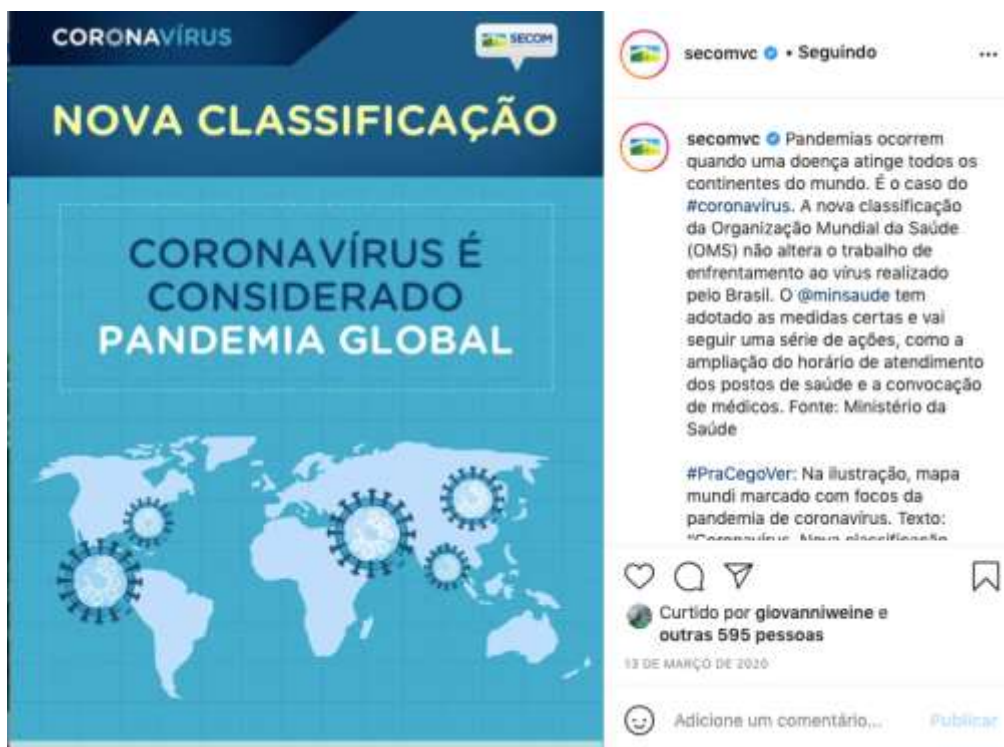 CORONAVÍRUS
SECOM
NOVA CLASSIFICAÇÃO
CORONAVÍRUS É
CONSIDERADO
PANDEMIA GLOBAL
secomvc • Seguindo
secomvc Pandemias ocorrem
quando uma doença atinge todos os
continentes do mundo. É o caso do
#coronavirus. A nova classificação
da Organização Mundial da Saúde
(OMS) não altera o trabalho de
enfrentamento ao vírus realizado
pelo Brasil. O @minsaude tem
adotado as medidas certas e vai
seguir uma série de ações, como a
ampliação do horário de atendimento
dos postos de saúde e a convocação
de médicos. Fonte: Ministério da
Saúde
#PraCegoVer: Na ilustração, mapa
mundi marcado com focos da
pandemia de coronavírus. Texto:
"Coronavírus. Nova classificação
Curtido por giovanniweine e
outras 595 pessoas
13 DE MARÇO DE 2020
Adicione um comentário...
Publicar